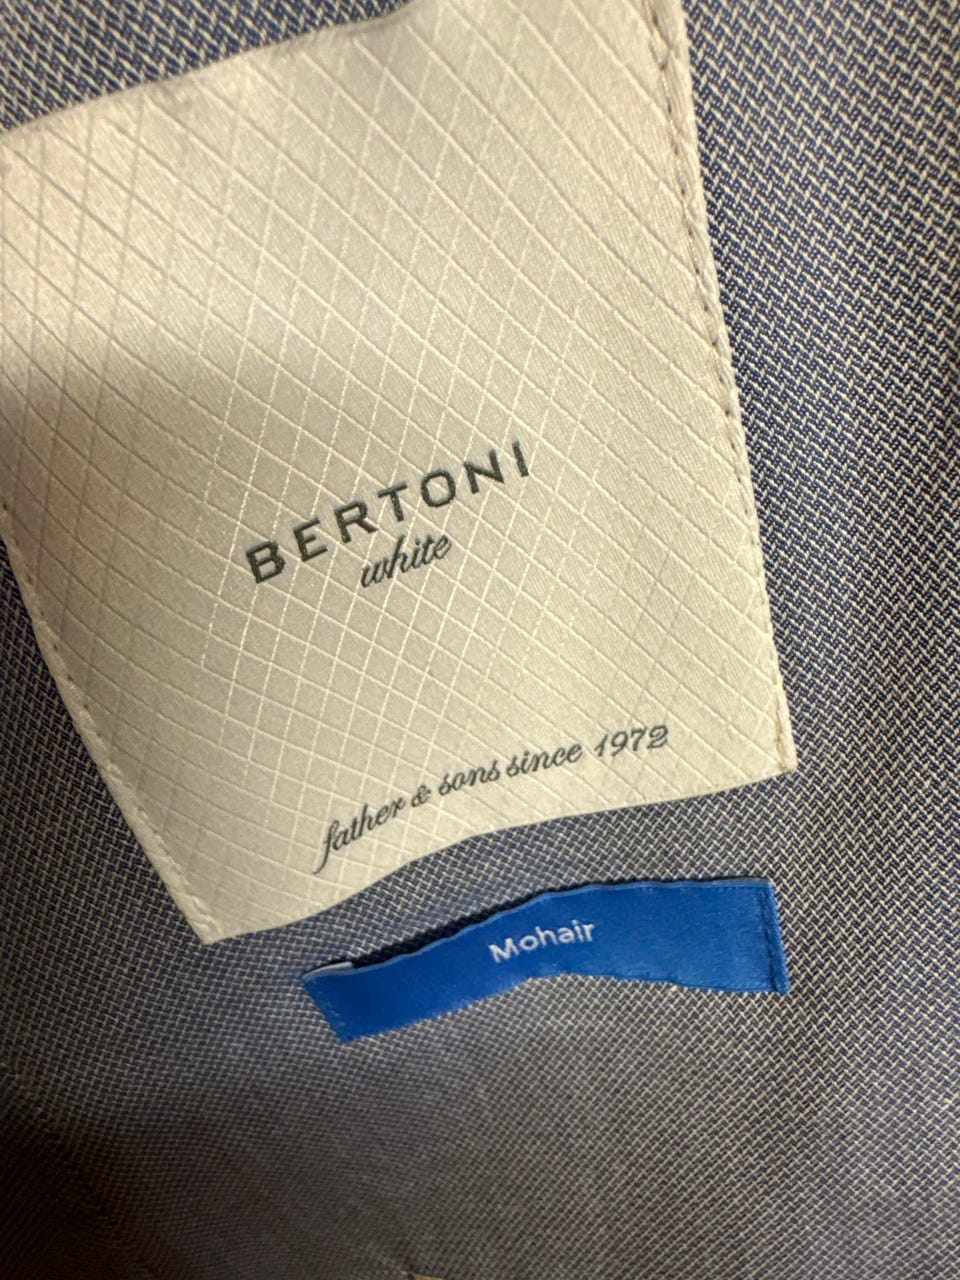 BERTONI
white
father & sons since 1972
Mohair